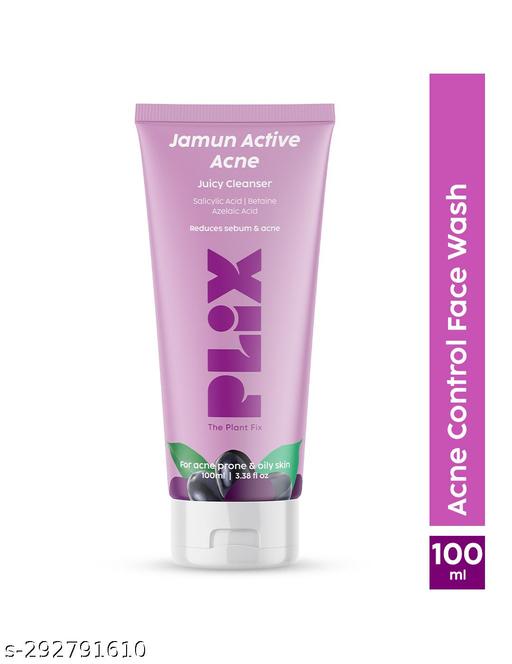 Jamun Active
Acne
Juicy Cleanser
Salicylic Acid | Betaine
Azelaic Acid
Reduces sebum & acne
PLiX
The Plant Fix
For acne prone & oily skin
100ml | 3.38 fl oz
Acne Control Face Wash
100
ml
s-292791610